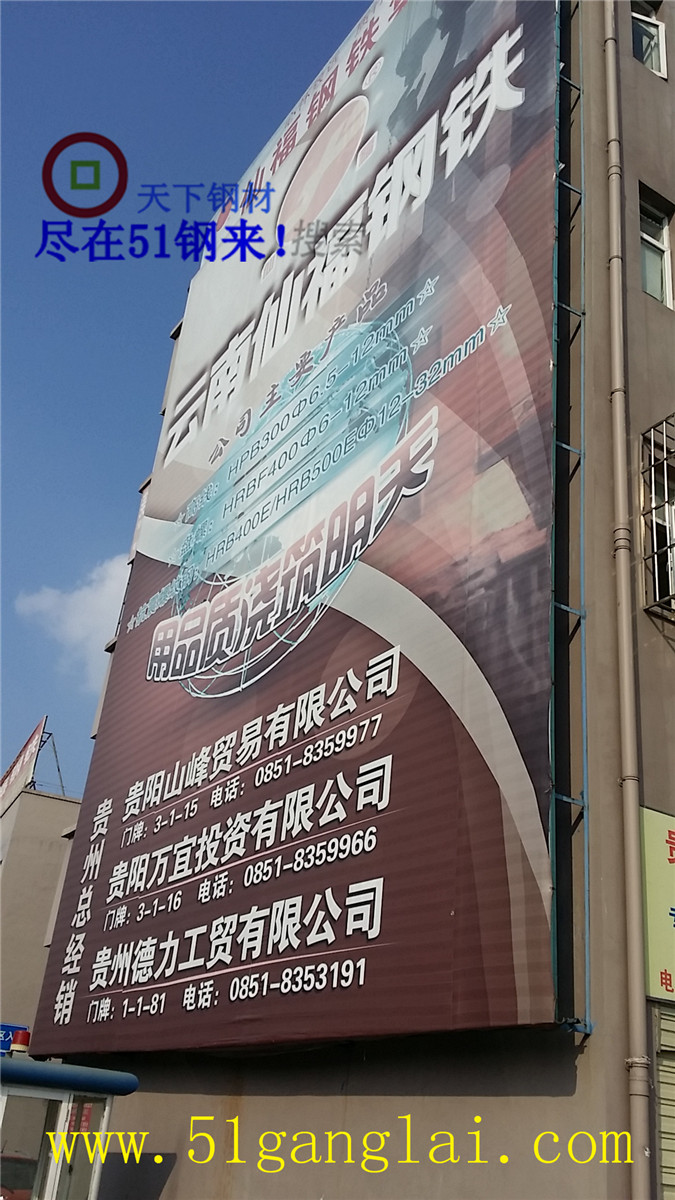 仙福钢铁
云南仙福钢铁
天下钢材
尽在51钢来!搜索
公司主类产品
HPB300Φ6.5-12mm☆
HRBF400Φ6-12mm☆
HRB400E/HRB500EΦ12-32mm☆
用品质浇筑明天
贵州总经销
贵阳山峰贸易有限公司
门牌:3-1-15 电话:0851-8359977
贵阳万宜投资有限公司
门牌:3-1-16 电话:0851-8359966
贵州德力工贸有限公司
门牌:1-1-81 电话:0851-8353191
电
www.51ganglai.com